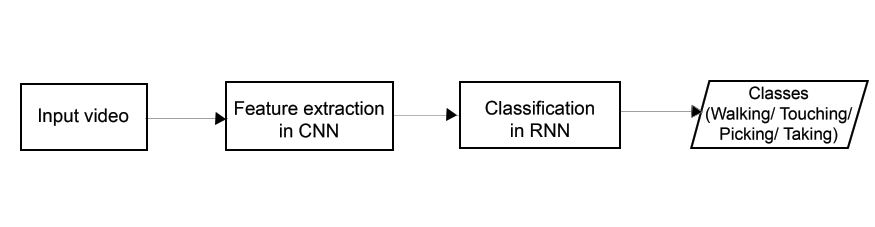 Input video
Feature extraction
in CNN
Classification
in RNN
Classes
(Walking/ Touching/
Picking/ Taking)